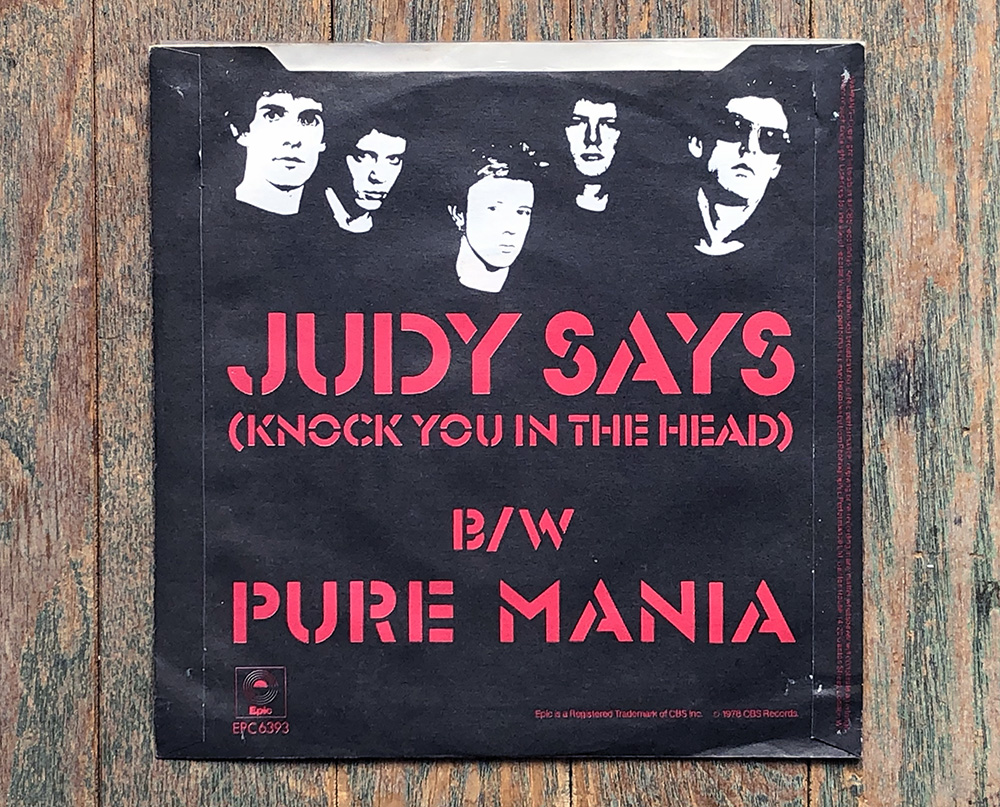 JUDY SAYS
(KNOCK YOU IN THE HEAD)
B/W
PURE MANIA
Epic
EPC 6393
Epic is a Registered Trademark of CBS Inc. ℗ 1978 CBS Records.